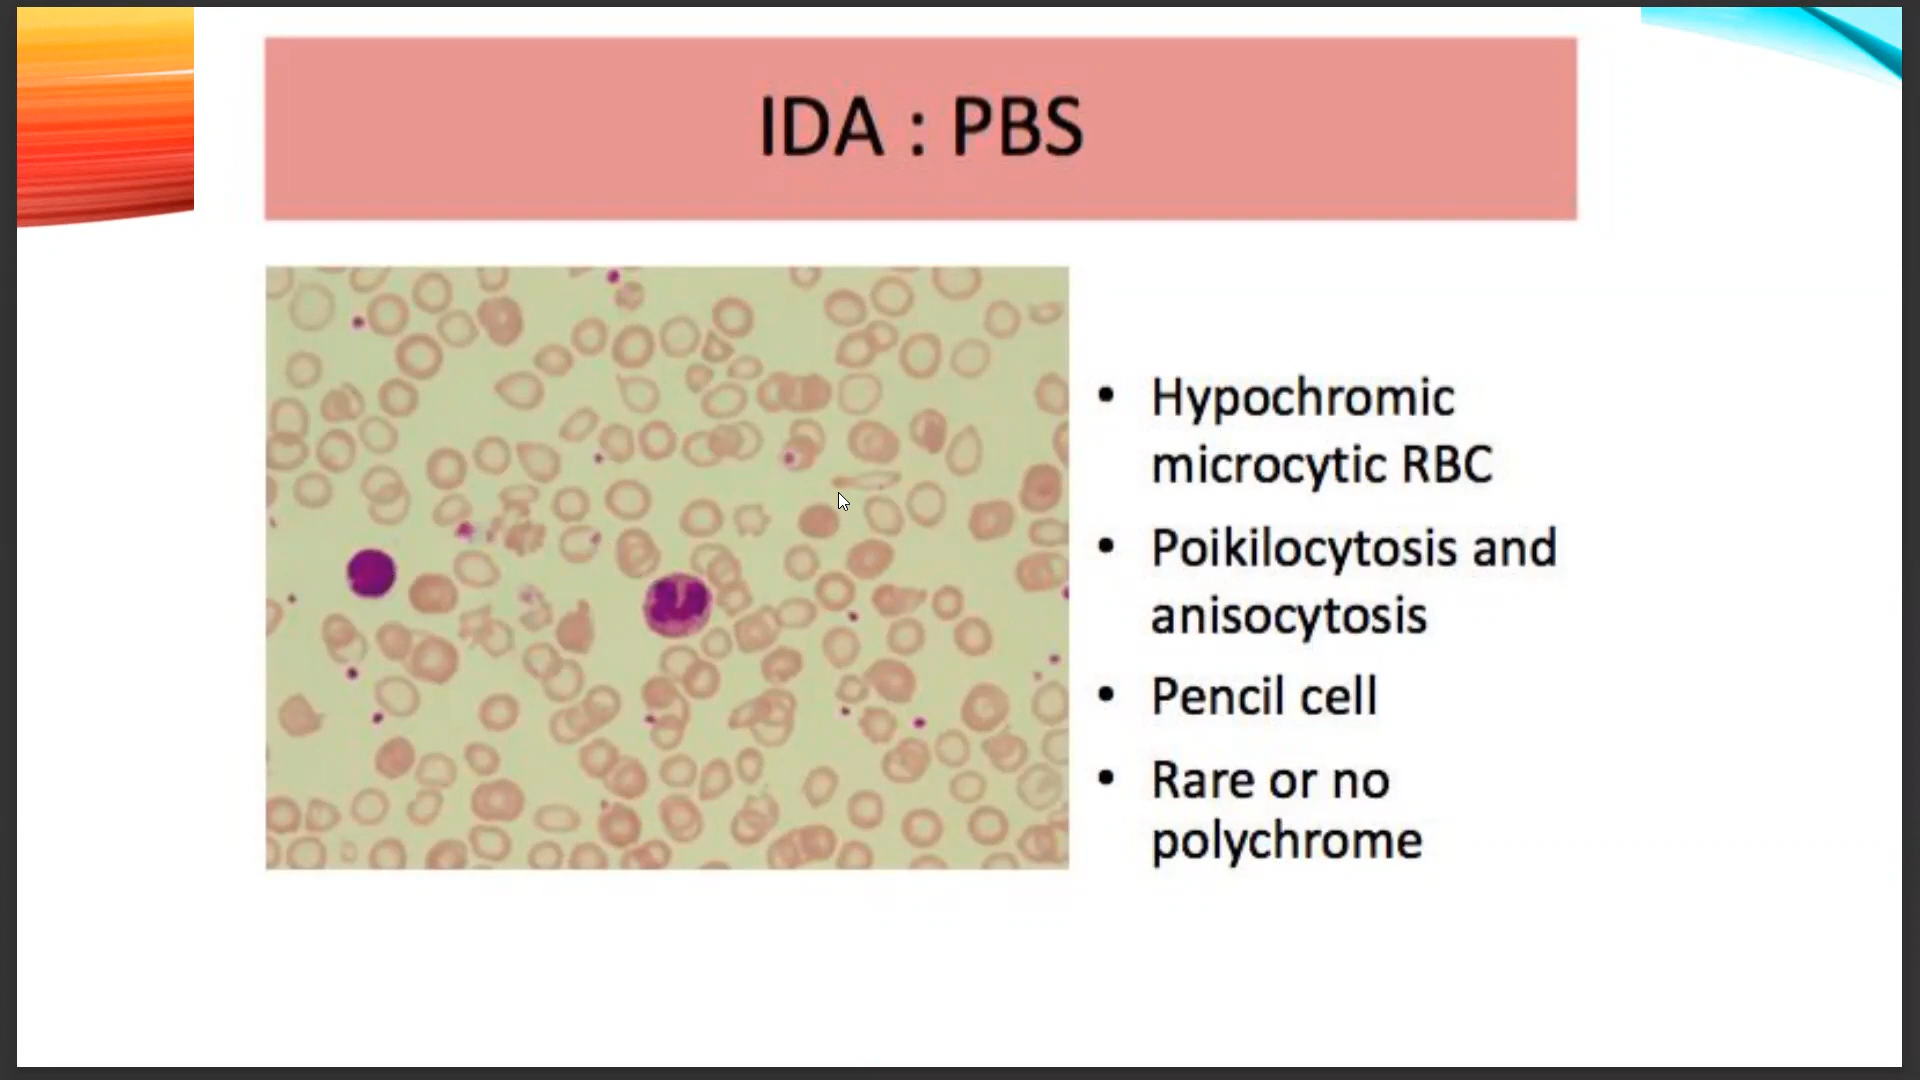 IDA : PBS
• Hypochromic
microcytic RBC
• Poikilocytosis and
anisocytosis
• Pencil cell
• Rare or no
polychrome